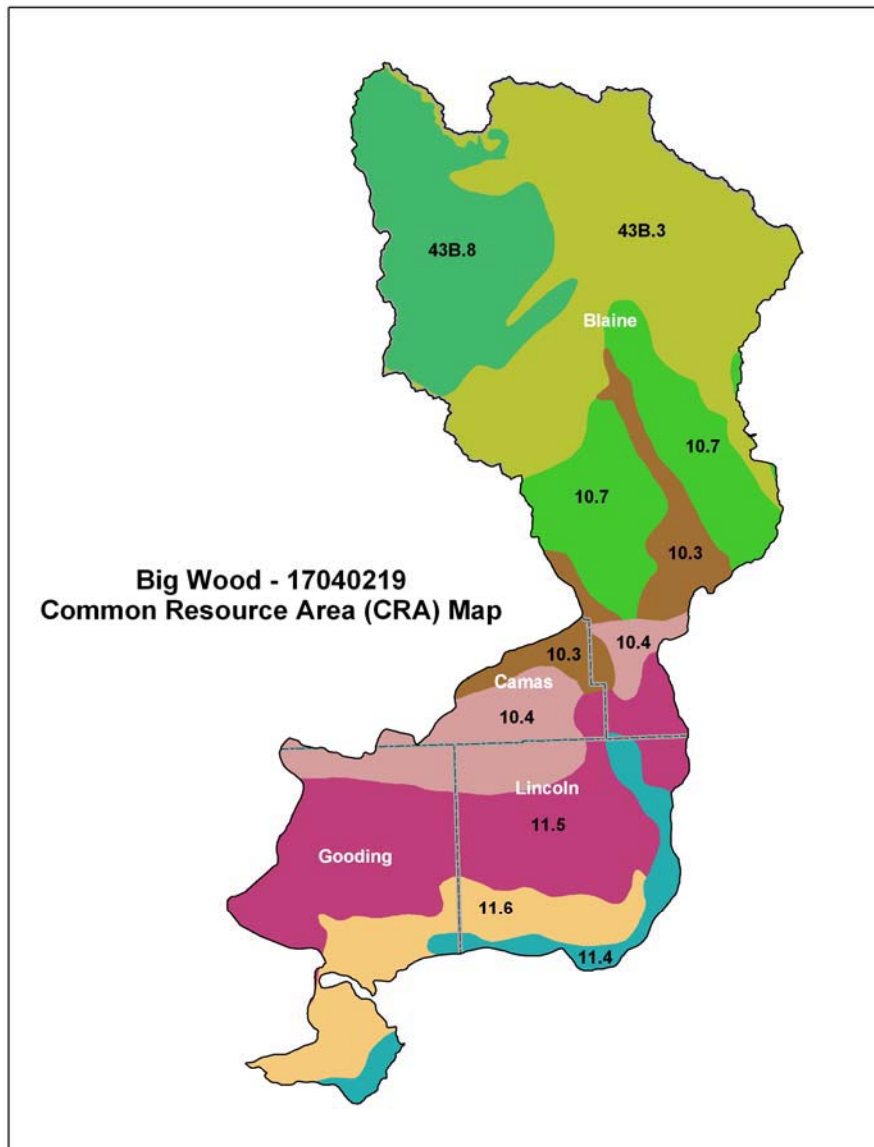 43B.8
43B.3
Blaine
10.7
10.7
10.3
Big Wood - 17040219
Common Resource Area (CRA) Map
10.4
10.3
Camas
10.4
Lincoln
11.5
Gooding
11.6
11.4